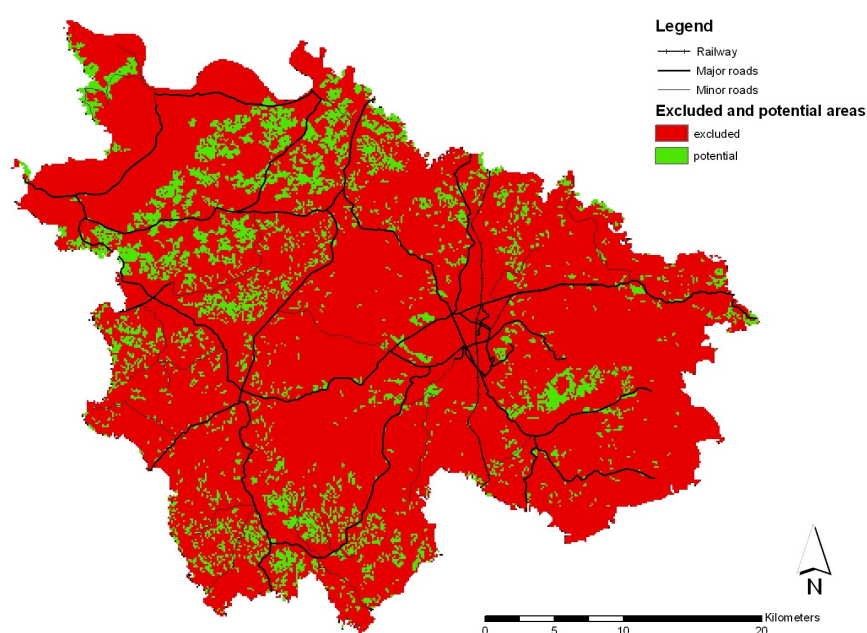 Legend
Railway
Major roads
Minor roads
Excluded and potential areas
excluded
potential
N
Kilometers
0 5 10 20